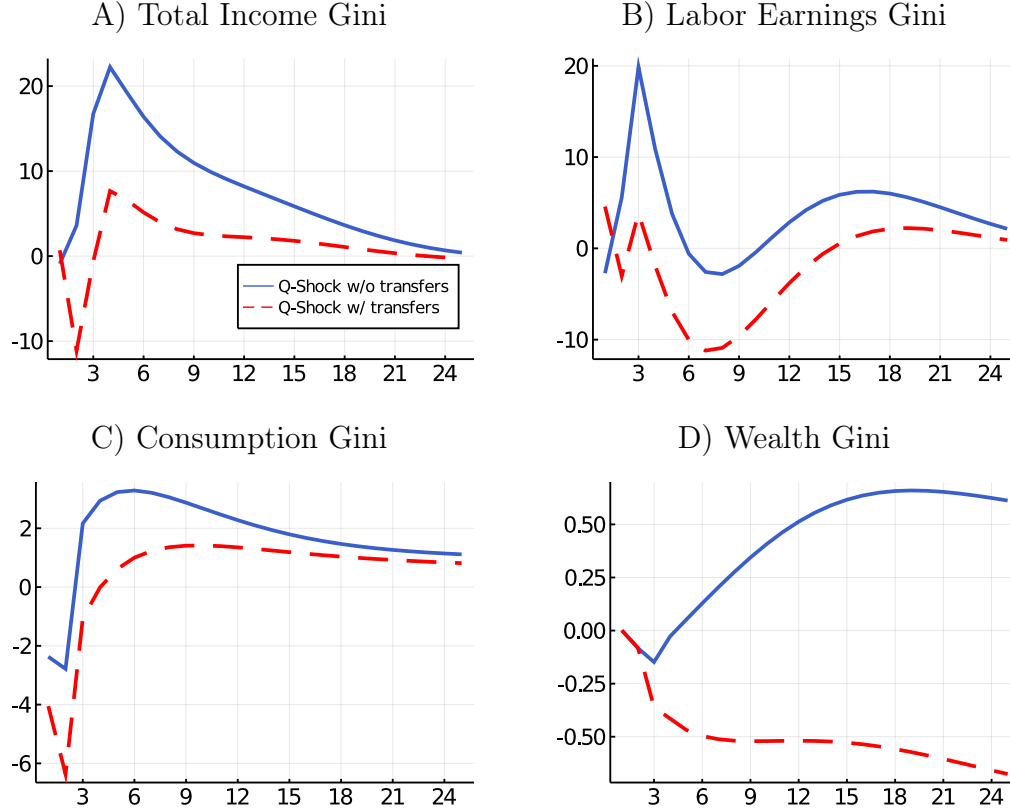 A) Total Income Gini
20
10
0
-10
3 6 9 12 15 18 21 24
Q-Shock w/o transfers
Q-Shock w/ transfers
B) Labor Earnings Gini
20
10
0
-10
3 6 9 12 15 18 21 24
C) Consumption Gini
2
0
-2
-4
-6
3 6 9 12 15 18 21 24
D) Wealth Gini
0.50
0.25
0.00
-0.25
-0.50
3 6 9 12 15 18 21 24